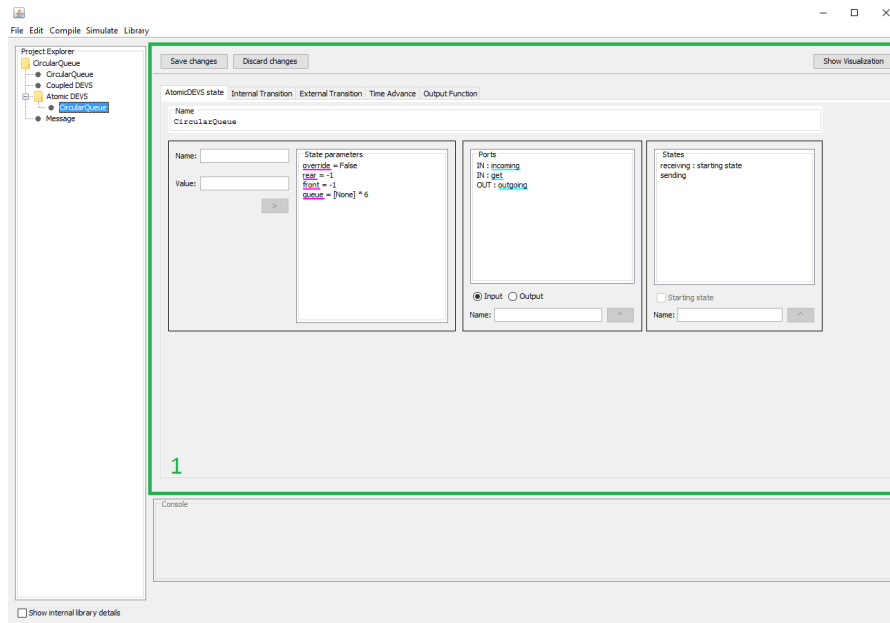 File Edit Compile Simulate Library
Project Explorer
CircularQueue
CircularQueue
Coupled DEVS
Atomic DEVS
CircularQueue
Message
Show internal library details
Save changes Discard changes Show Visualization
AtomicDEVS state Internal Transition External Transition Time Advance Output Function
Name
CircularQueue
Name:
Value:
>
State parameters
override = False
rear = -1
front = -1
queue = [None] * 6
Ports
IN : incoming
IN : get
OUT : outgoing
Input Output
Name: ^
States
receiving : starting state
sending
Starting state
Name: ^
1
Console